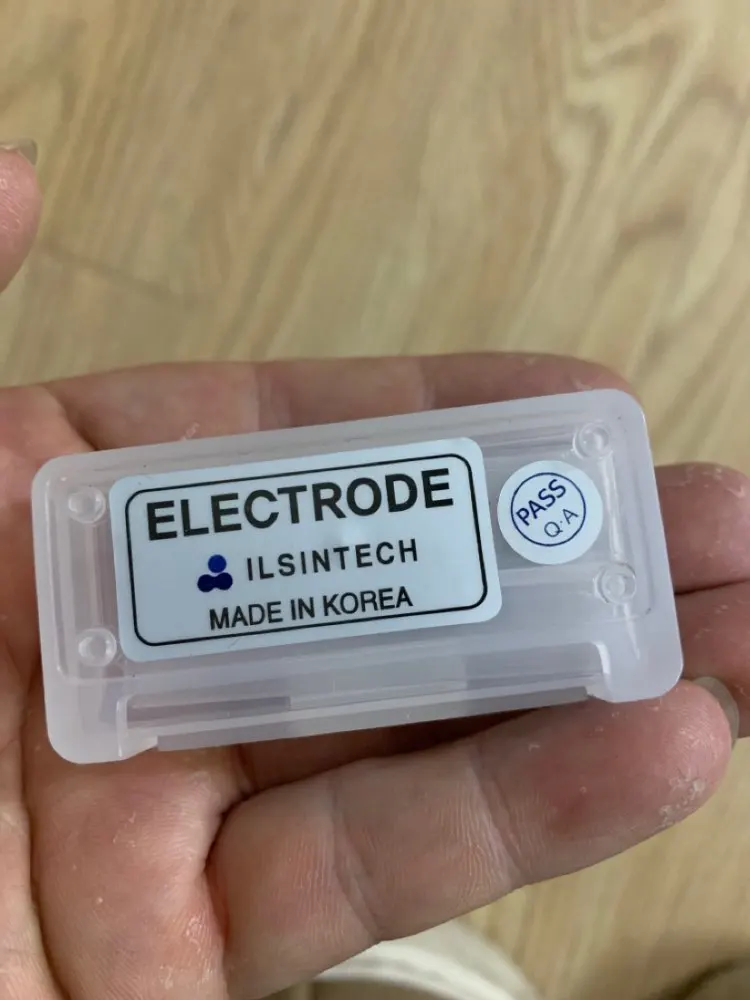 ELECTRODE
ILSINTECH
MADE IN KOREA
PASS
Q·A